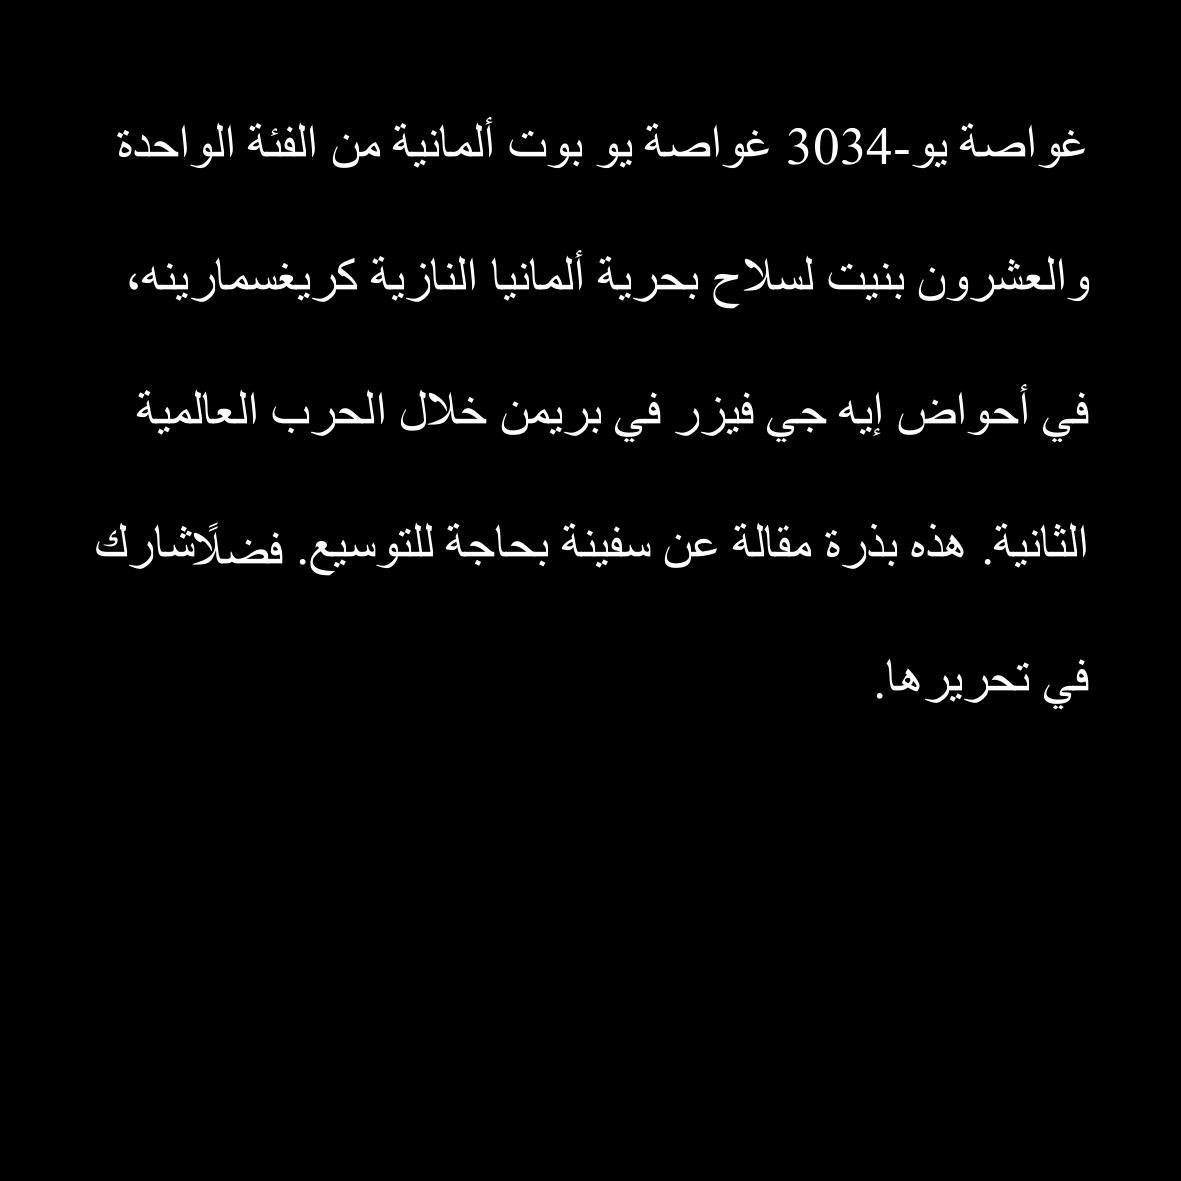 غواصة يو-3034 غواصة يو بوت ألمانية من الفئة الواحدة
والعشرون بنيت لسلاح بحرية ألمانيا النازية كريغسمارينه،
في أحواض إيه جي فيزر في بريمن خلال الحرب العالمية
الثانية. هذه بذرة مقالة عن سفينة بحاجة للتوسيع. فضلًاشارك
في تحريرها.